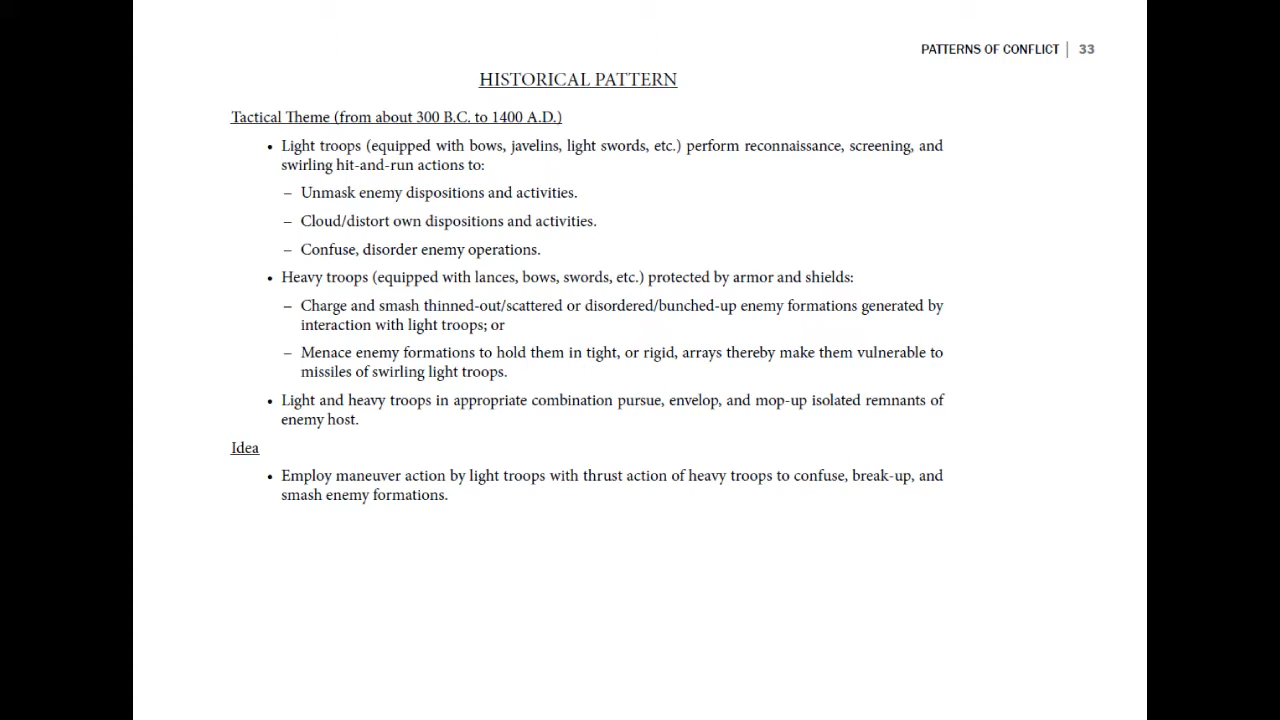 PATTERNS OF CONFLICT | 33
HISTORICAL PATTERN
Tactical Theme (from about 300 B.C. to 1400 A.D.)
• Light troops (equipped with bows, javelins, light swords, etc.) perform reconnaissance, screening, and
swirling hit-and-run actions to:
– Unmask enemy dispositions and activities.
– Cloud/distort own dispositions and activities.
– Confuse, disorder enemy operations.
• Heavy troops (equipped with lances, bows, swords, etc.) protected by armor and shields:
– Charge and smash thinned-out/scattered or disordered/bunched-up enemy formations generated by
interaction with light troops; or
– Menace enemy formations to hold them in tight, or rigid, arrays thereby make them vulnerable to
missiles of swirling light troops.
• Light and heavy troops in appropriate combination pursue, envelop, and mop-up isolated remnants of
enemy host.
Idea
• Employ maneuver action by light troops with thrust action of heavy troops to confuse, break-up, and
smash enemy formations.